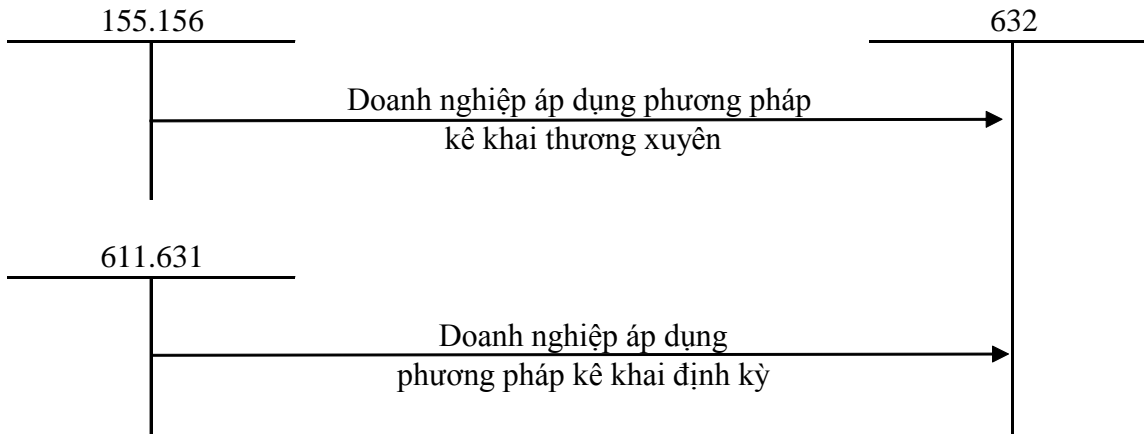 155.156
632
Doanh nghiệp áp dụng phương pháp
kê khai thương xuyên
611.631
Doanh nghiệp áp dụng
phương pháp kê khai định kỳ